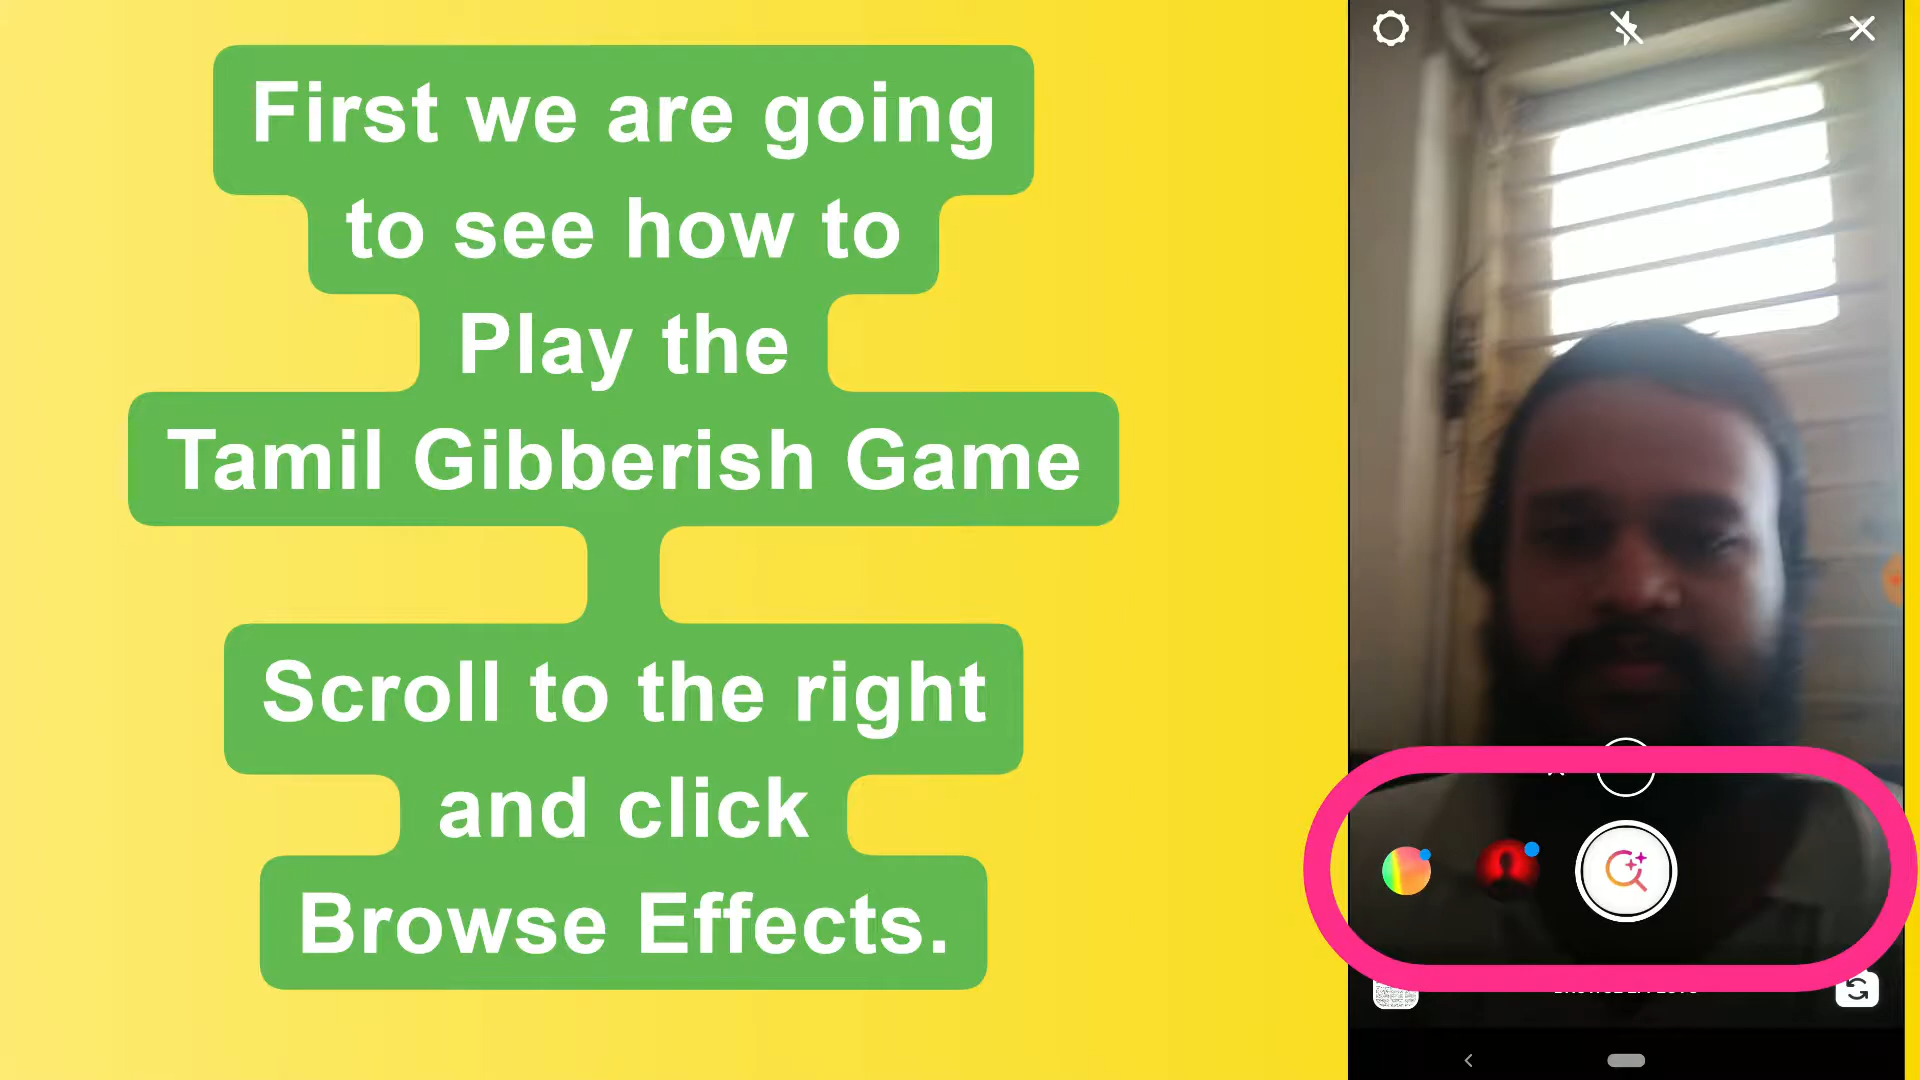 First we are going
to see how to
Play the
Tamil Gibberish Game
Scroll to the right
and click
Browse Effects.